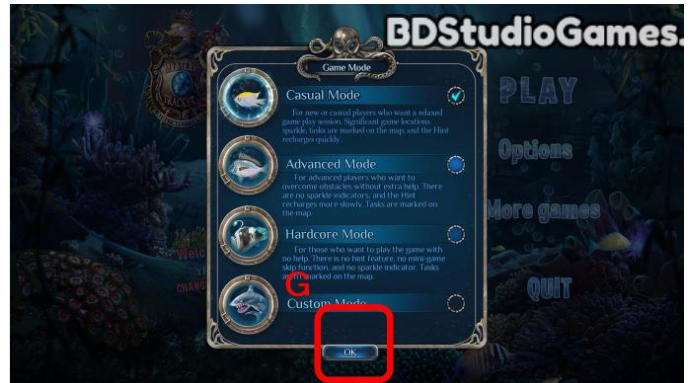 BDStudioGames.
Game Mode
Casual Mode
For new or casual players who want a relaxed
game play session. Significant game locations
sparkle, tasks are marked on the map, and the Hint
recharges quickly.
Advanced Mode
For advanced players who want to
overcome obstacles without extra help. There
are no sparkle indicators, and the Hint
recharges more slowly. Tasks are marked on
the map.
Hardcore Mode
For those who want to play the game with
no help. There is no hint feature, no mini-game
skip function, and no sparkle indicator. Tasks
marked on the map.
G
Custom Mode
OK
PLAY
Options
More games
QUIT